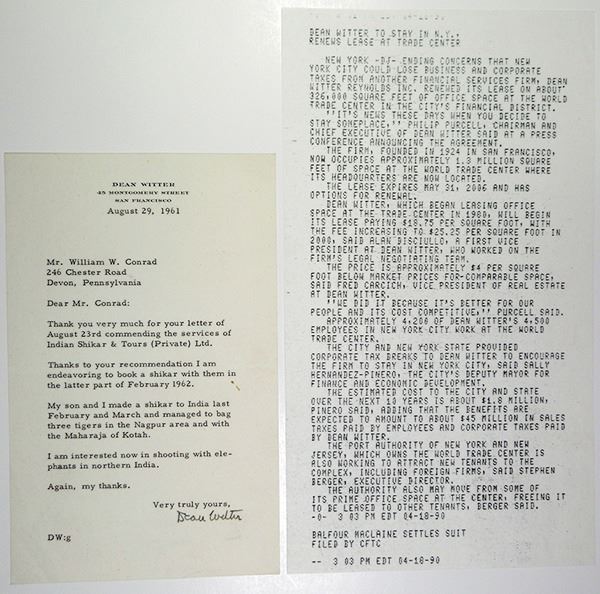 DEAN WITTER
45 MONTGOMERY STREET
SAN FRANCISCO
August 29, 1961
Mr. William W. Conrad
246 Chester Road
Devon, Pennsylvania
Dear Mr. Conrad:
Thank you very much for your letter of
August 23rd commending the services of
Indian Shikar & Tours (Private) Ltd.
Thanks to your recommendation I am
endeavoring to book a shikar with them in
the latter part of February 1962.
My son and I made a shikar to India last
February and March and managed to bag
three tigers in the Nagpur area and with
the Maharaja of Kotah.
I am interested now in shooting with ele-
phants in northern India.
Again, my thanks.
Very truly yours,
Dean Witter
DW:g
DEAN WITTER TO STAY IN N.Y.,
RENEWS LEASE AT TRADE CENTER
NEW YORK -DJ- ENDING CONCERNS THAT NEW
YORK CITY COULD LOSE BUSINESS AND CORPORATE
TAXES FROM ANOTHER FINANCIAL SERVICES FIRM, DEAN
WITTER REYNOLDS INC. RENEWED ITS LEASE ON ABOUT
326,000 SQUARE FEET OF OFFICE SPACE AT THE WORLD
TRADE CENTER IN THE CITY'S FINANCIAL DISTRICT.
''IT'S NEWS THESE DAYS WHEN YOU DECIDE TO
STAY SOMEPLACE,'' PHILIP PURCELL, CHAIRMAN AND
CHIEF EXECUTIVE OF DEAN WITTER SAID AT A PRESS
CONFERENCE ANNOUNCING THE AGREEMENT.
THE FIRM, FOUNDED IN 1924 IN SAN FRANCISCO,
NOW OCCUPIES APPROXIMATELY 1.3 MILLION SQUARE
FEET OF SPACE AT THE WORLD TRADE CENTER WHERE
ITS HEADQUARTERS ARE NOW LOCATED.
THE LEASE EXPIRES MAY 31, 2006 AND HAS
OPTIONS FOR RENEWAL.
DEAN WITTER, WHICH BEGAN LEASING OFFICE
SPACE AT THE TRADE CENTER IN 1980, WILL BEGIN
ITS LEASE PAYING $18.75 PER SQUARE FOOT, WITH
THE FEE INCREASING TO $25.25 PER SQUARE FOOT IN
2000, SAID ALAN DISCIULLO, A FIRST VICE
PRESIDENT AT DEAN WITTER, WHO WORKED ON THE
FIRM'S LEGAL NEGOTIATING TEAM.
THE PRICE IS APPROXIMATELY $4 PER SQUARE
FOOT BELOW MARKET PRICES FOR-COMPARABLE SPACE,
SAID FRED CARCICH, VICE PRESIDENT OF REAL ESTATE
AT DEAN WITTER.
''WE DID IT BECAUSE IT'S BETTER FOR OUR
PEOPLE AND ITS COST COMPETITIVE,'' PURCELL SAID.
APPROXIMATELY 4,200 OF DEAN WITTER'S 4,500
EMPLOYEES IN NEW YORK CITY WORK AT THE WORLD
TRADE CENTER.
THE CITY AND NEW YORK STATE PROVIDED
CORPORATE TAX BREAKS TO DEAN WITTER TO ENCOURAGE
THE FIRM TO STAY IN NEW YORK CITY, SAID SALLY
HERNANDEZ-PINERO, THE CITY'S DEPUTY MAYOR FOR
FINANCE AND ECONOMIC DEVELOPMENT.
THE ESTIMATED COST TO THE CITY AND STATE
OVER THE NEXT 10 YEARS IS ABOUT $1.8 MILLION,
PINERO SAID, ADDING THAT THE BENEFITS ARE
EXPECTED TO AMOUNT TO ABOUT $45 MILLION IN SALES
TAXES PAID BY EMPLOYEES AND CORPORATE TAXES PAID
BY DEAN WITTER.
THE PORT AUTHORITY OF NEW YORK AND NEW
JERSEY, WHICH OWNS THE WORLD TRADE CENTER IS
ALSO WORKING TO ATTRACT NEW TENANTS TO THE
COMPLEX, INCLUDING FOREIGN FIRMS, SAID STEPHEN
BERGER, EXECUTIVE DIRECTOR.
THE AUTHORITY ALSO MAY MOVE FROM SOME OF
ITS PRIME OFFICE SPACE AT THE CENTER, FREEING IT
TO BE LEASED TO OTHER TENANTS, BERGER SAID.
-0- 3 03 PM EDT 04-18-90
BALFOUR MACLAINE SETTLES SUIT
FILED BY CFTC
-- 3 03 PM EDT 04-18-90